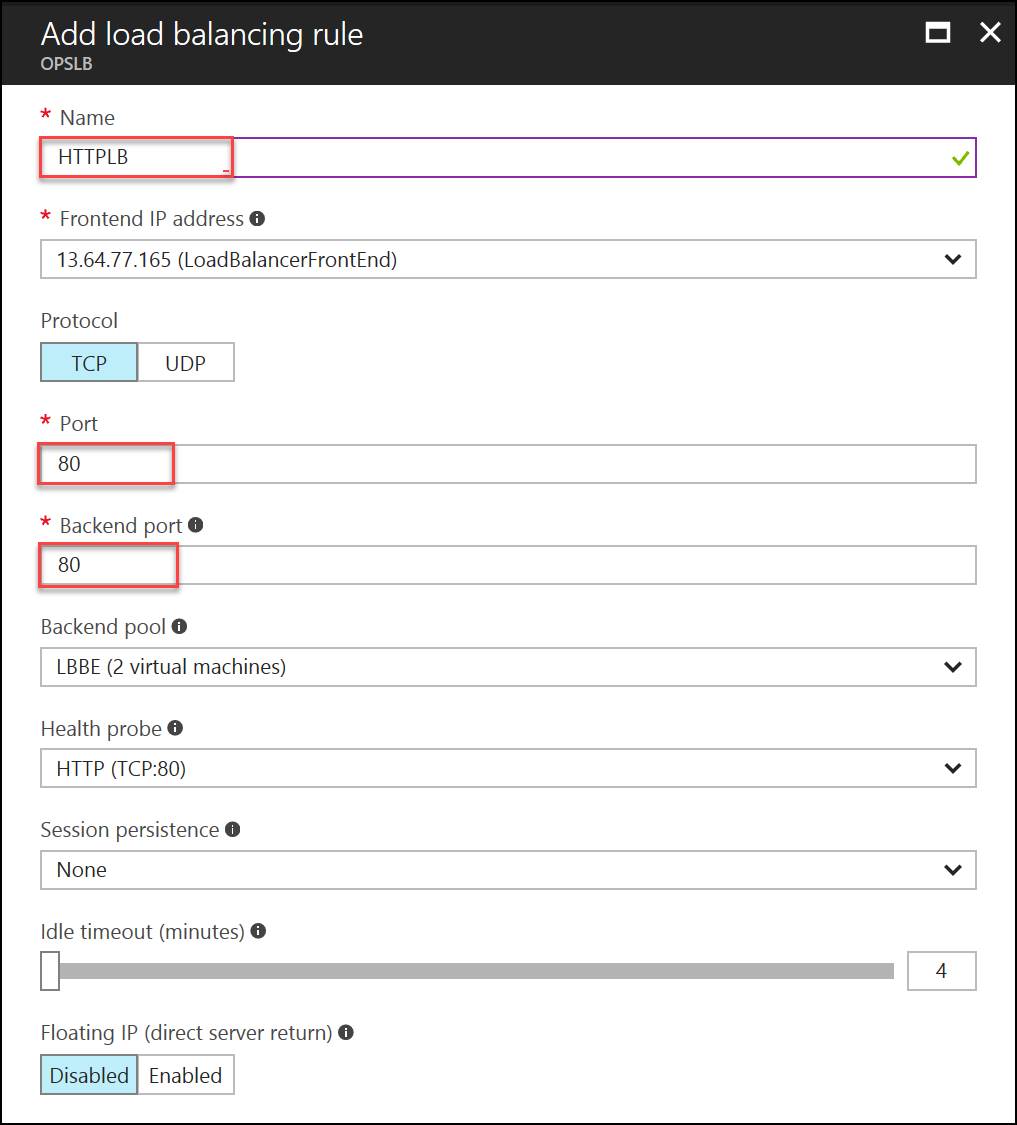 Add load balancing rule
OPSLB
* Name
HTTPLB
* Frontend IP address
13.64.77.165 (LoadBalancerFrontEnd)
Protocol
TCP UDP
* Port
80
* Backend port
80
Backend pool
LBBE (2 virtual machines)
Health probe
HTTP (TCP:80)
Session persistence
None
Idle timeout (minutes)
4
Floating IP (direct server return)
Disabled Enabled